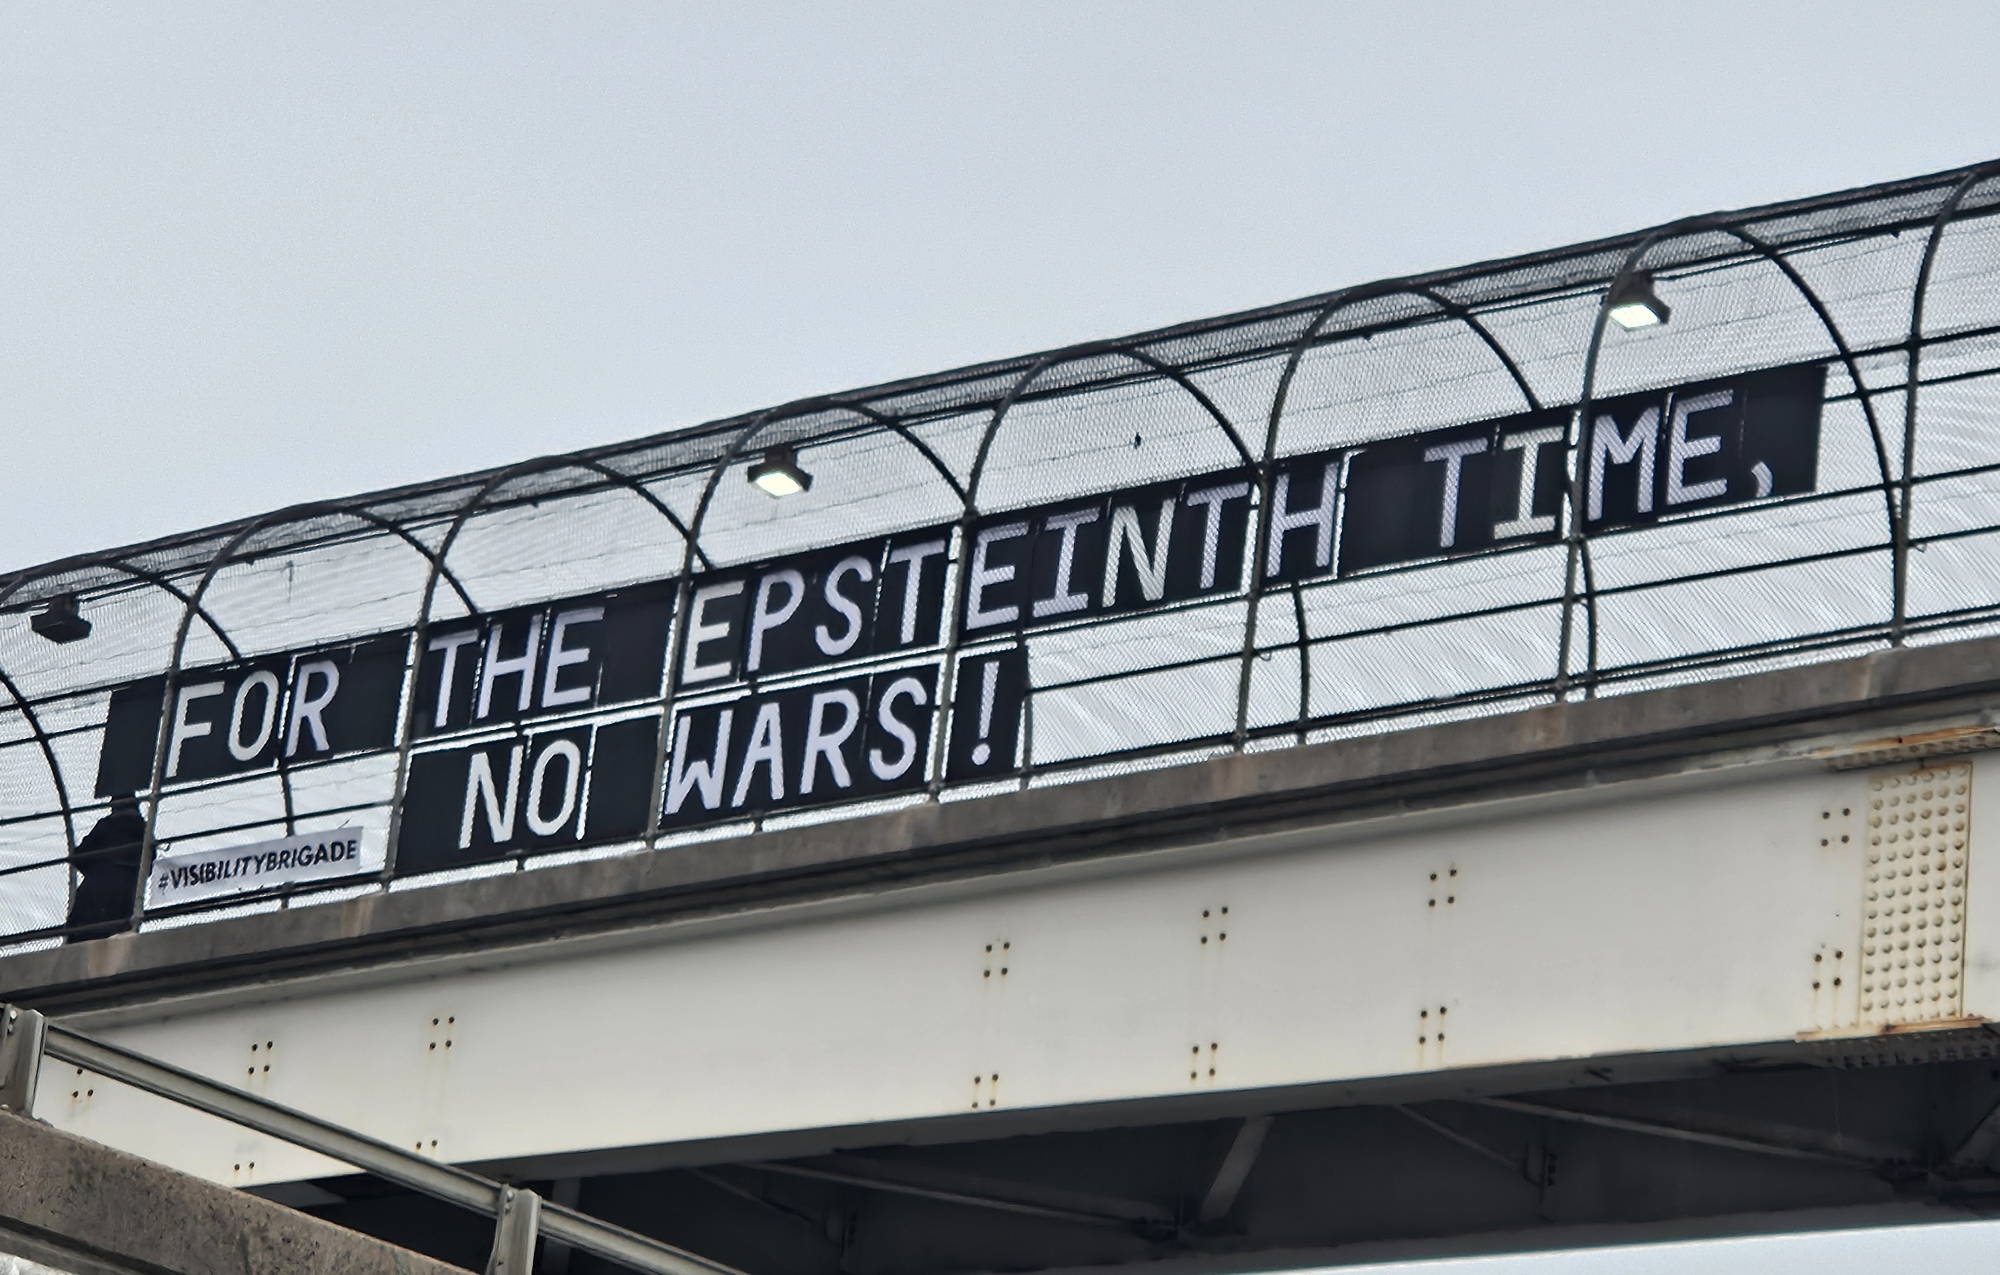 FOR THE EPSTEINTH TIME,
NO WARS!
#VISIBILITYBRIGADE